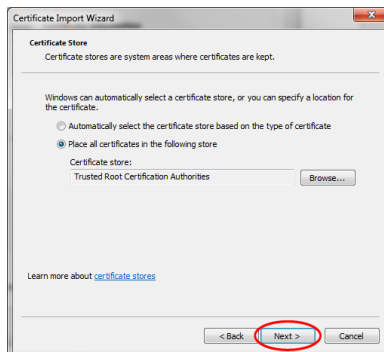 Certificate Import Wizard
Certificate Store
Certificate stores are system areas where certificates are kept.
Windows can automatically select a certificate store, or you can specify a location for
the certificate.
Automatically select the certificate store based on the type of certificate
Place all certificates in the following store
Certificate store:
Trusted Root Certification Authorities
Browse...
Learn more about certificate stores
< Back
Next >
Cancel